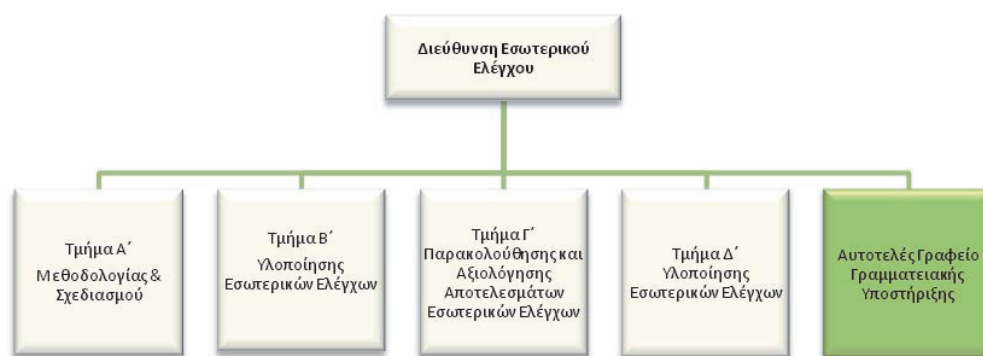 Διεύθυνση Εσωτερικού
Ελέγχου
Τμήμα Α΄
Μεθοδολογίας &
Σχεδιασμού
Τμήμα Β΄
Υλοποίησης
Εσωτερικών Ελέγχων
Τμήμα Γ΄
Παρακολούθησης και
Αξιολόγησης
Αποτελεσμάτων
Εσωτερικών Ελέγχων
Τμήμα Δ΄
Υλοποίησης
Εσωτερικών Ελέγχων
Αυτοτελές Γραφείο
Γραμματειακής
Υποστήριξης